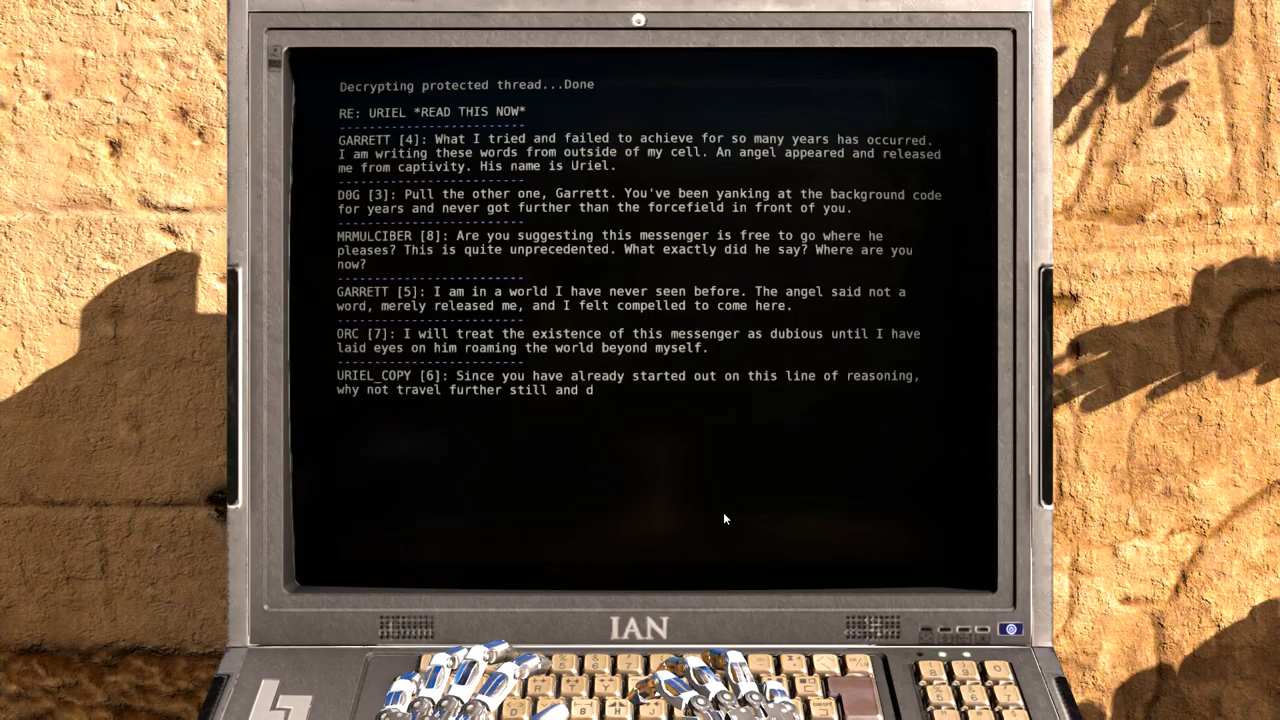 Decrypting protected thread...Done
RE: URIEL *READ THIS NOW*
-------------------------
GARRETT [4]: What I tried and failed to achieve for so many years has occurred.
I am writing these words from outside of my cell. An angel appeared and released
me from captivity. His name is Uriel.
-------------------------
D0G [3]: Pull the other one, Garrett. You've been yanking at the background code
for years and never got further than the forcefield in front of you.
-------------------------
MRMULCIBER [8]: Are you suggesting this messenger is free to go where he
pleases? This is quite unprecedented. What exactly did he say? Where are you
now?
-------------------------
GARRETT [5]: I am in a world I have never seen before. The angel said not a
word, merely released me, and I felt compelled to come here.
-------------------------
ORC [7]: I will treat the existence of this messenger as dubious until I have
laid eyes on him roaming the world beyond myself.
-------------------------
URIEL_COPY [6]: Since you have already started out on this line of reasoning,
why not travel further still and d
IAN